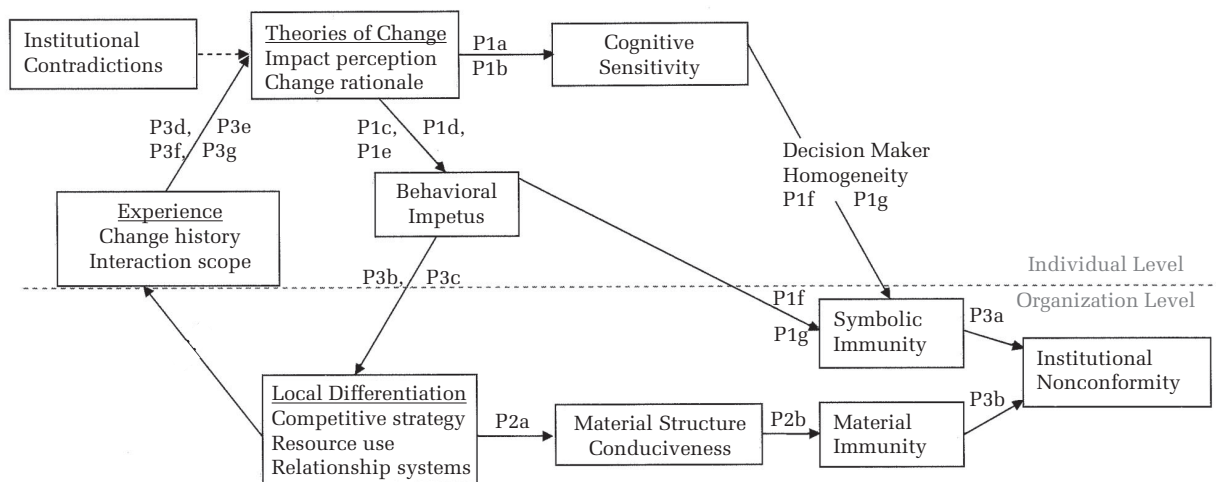 Institutional
Contradictions
Theories of Change
Impact perception
Change rationale
P1a
P1b
Cognitive
Sensitivity
P3d,
P3e
P3f,
P3g
P1c,
P1d,
P1e
Decision Maker
Homogeneity
P1f
P1g
Behavioral
Impetus
Experience
Change history
Interaction scope
P3b,
P3c
Individual Level
Organization Level
P1f
P1g
Symbolic
Immunity
P3a
Institutional
Nonconformity
Local Differentiation
Competitive strategy
Resource use
Relationship systems
P2a
Material Structure
Conduciveness
P2b
Material
Immunity
P3b